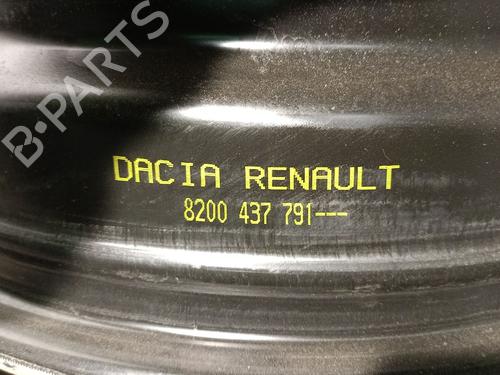 B-PARTS
DACIA RENAULT
8200 437 791---